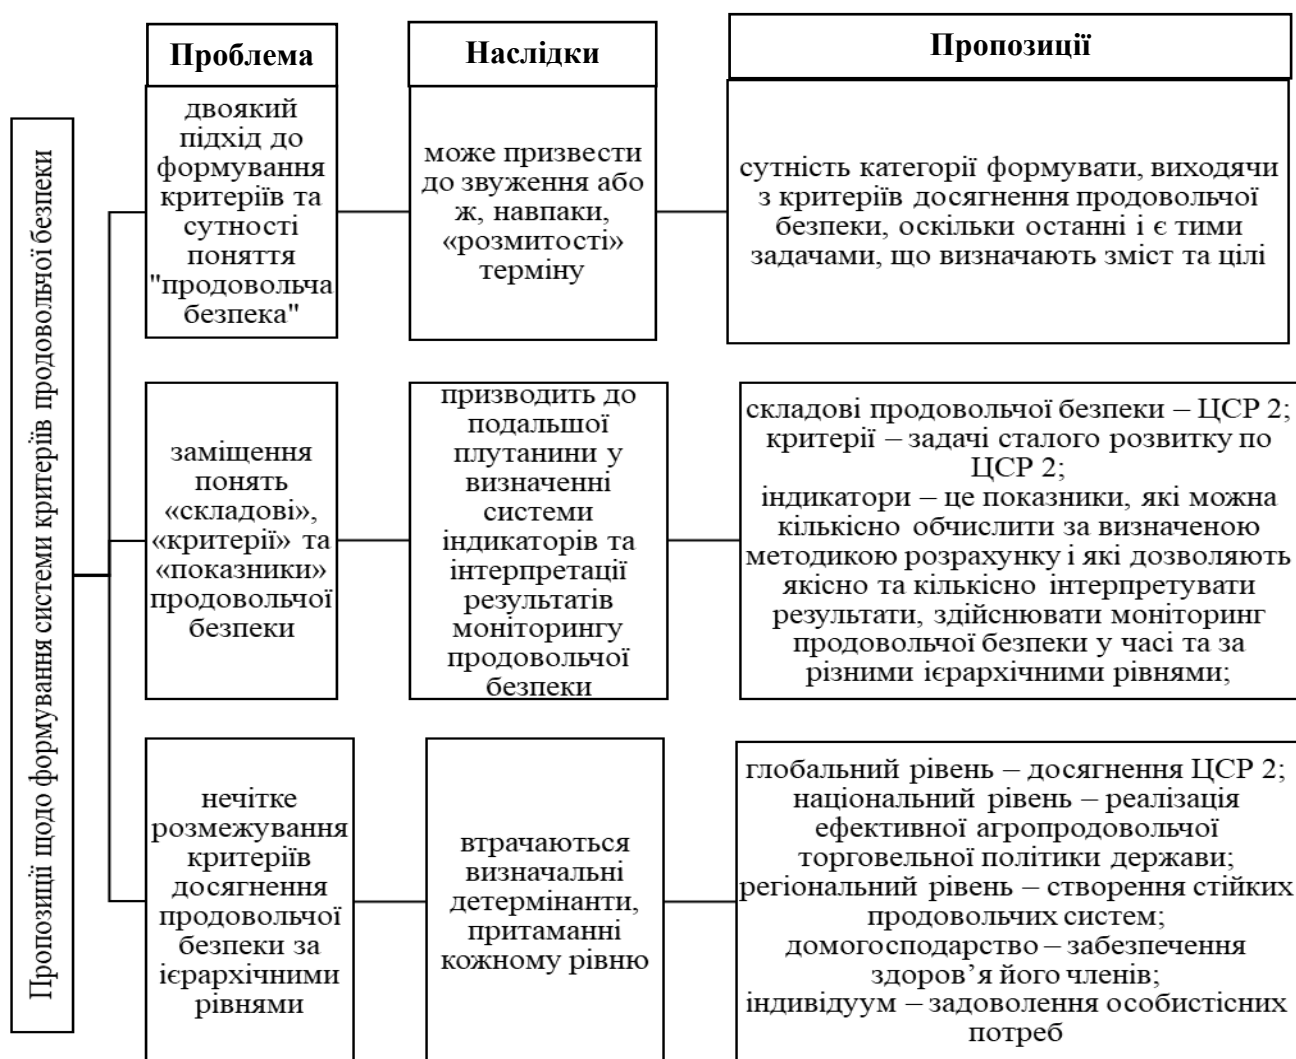 Пропозиції щодо формування системи критеріїв продовольчої безпеки
Проблема
Наслідки
Пропозиції
двоякий
підхід до
формування
критеріїв та
сутності
поняття
"продовольча
безпека"
може призвести
до звуження або
ж, навпаки,
«розмитості»
терміну
сутність категорії формувати, виходячи
з критеріїв досягнення продовольчої
безпеки, оскільки останні і є тими
задачами, що визначають зміст та цілі
заміщення
понять
«складові»,
«критерії» та
«показники»
продовольчої
безпеки
призводить до
подальшої
плутанини у
визначенні
системи
індикаторів та
інтерпретації
результатів
моніторингу
продовольчої
безпеки
складові продовольчої безпеки – ЦСР 2;
критерії – задачі сталого розвитку по
ЦСР 2;
індикатори – це показники, які можна
кількісно обчислити за визначеною
методикою розрахунку і які дозволяють
якісно та кількісно інтерпретувати
результати, здійснювати моніторинг
продовольчої безпеки у часі та за
різними ієрархічними рівнями;
нечітке
розмежування
критеріїв
досягнення
продовольчої
безпеки за
ієрархічними
рівнями
втрачаються
визначальні
детермінанти,
притаманні
кожному рівню
глобальний рівень – досягнення ЦСР 2;
національний рівень – реалізація
ефективної агропродовольчої
торговельної політики держави;
регіональний рівень – створення стійких
продовольчих систем;
домогосподарство – забезпечення
здоров’я його членів;
індивідуум – задоволення особистісних
потреб